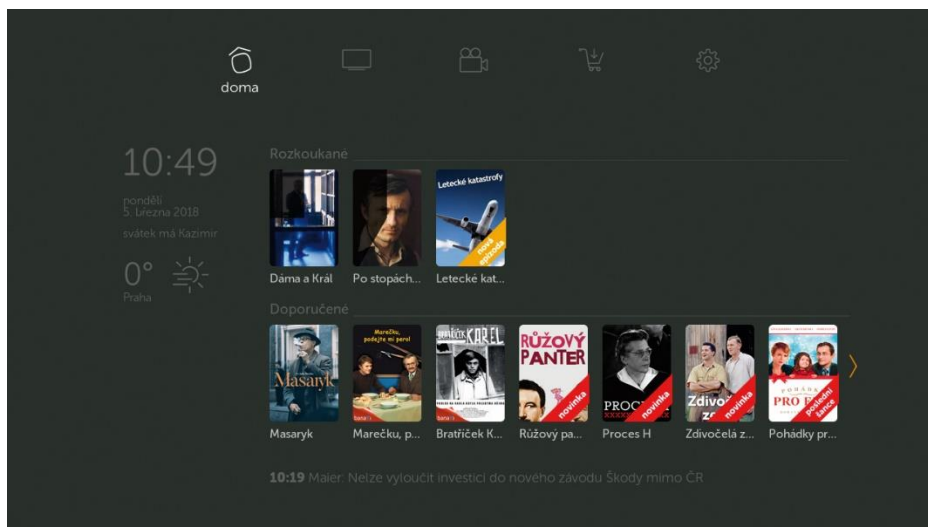 doma
10:49
pondělí
5. března 2018
svátek má Kazimir
0°
Praha
Rozkoukané
Letecké katastrofy
nová
epizoda
Dáma a Král
Po stopách...
Letecké kat...
Doporučené
Masaryk
Marečku,
podejte mi pero!
BRATŘÍČEK KAREL
RŮŽOVÝ
PANTER
novinka
PROC
novinka
Zdivo
novinka
POHÁDK
PRO E
poslední
šance
Masaryk
Marečku, p...
Bratříček K...
Růžový pa...
Proces H
Zdivočelá z...
Pohádky pr...
10:19 Maier: Nelze vyloučit investici do nového závodu Škody mimo ČR